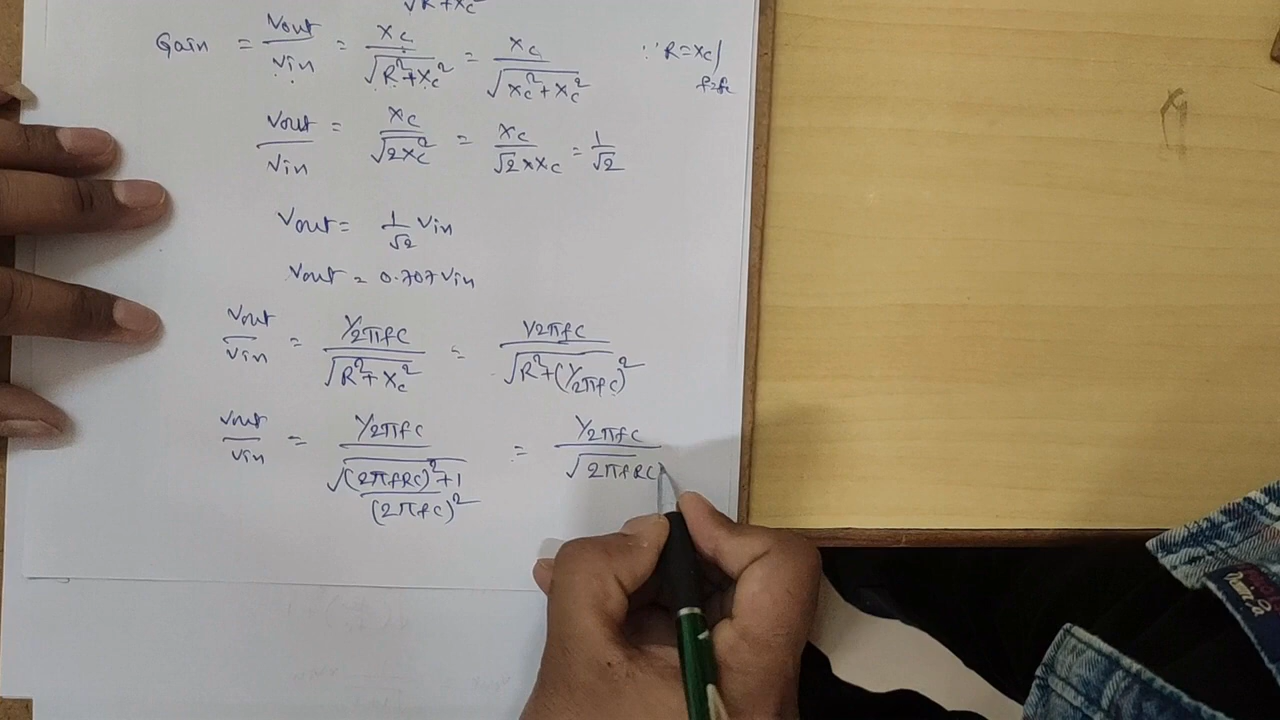 √R+Xc²
Gain = Vout/Vin = Xc/√R²+Xc² = Xc/√Xc²+Xc² ∵ R=Xc/
f=fc
Vout/Vin = Xc/√2Xc² = Xc/√2×Xc = 1/√2
Vout = 1/√2 Vin
Vout = 0.707Vin
Vout/Vin = 1/2πfC/√R²+Xc² = 1/2πfC/√R²+(1/2πfC)²
Vout/Vin = 1/2πfC/√(2πfRC)²+1/(2πfC)² = 1/2πfC/√2πfRC